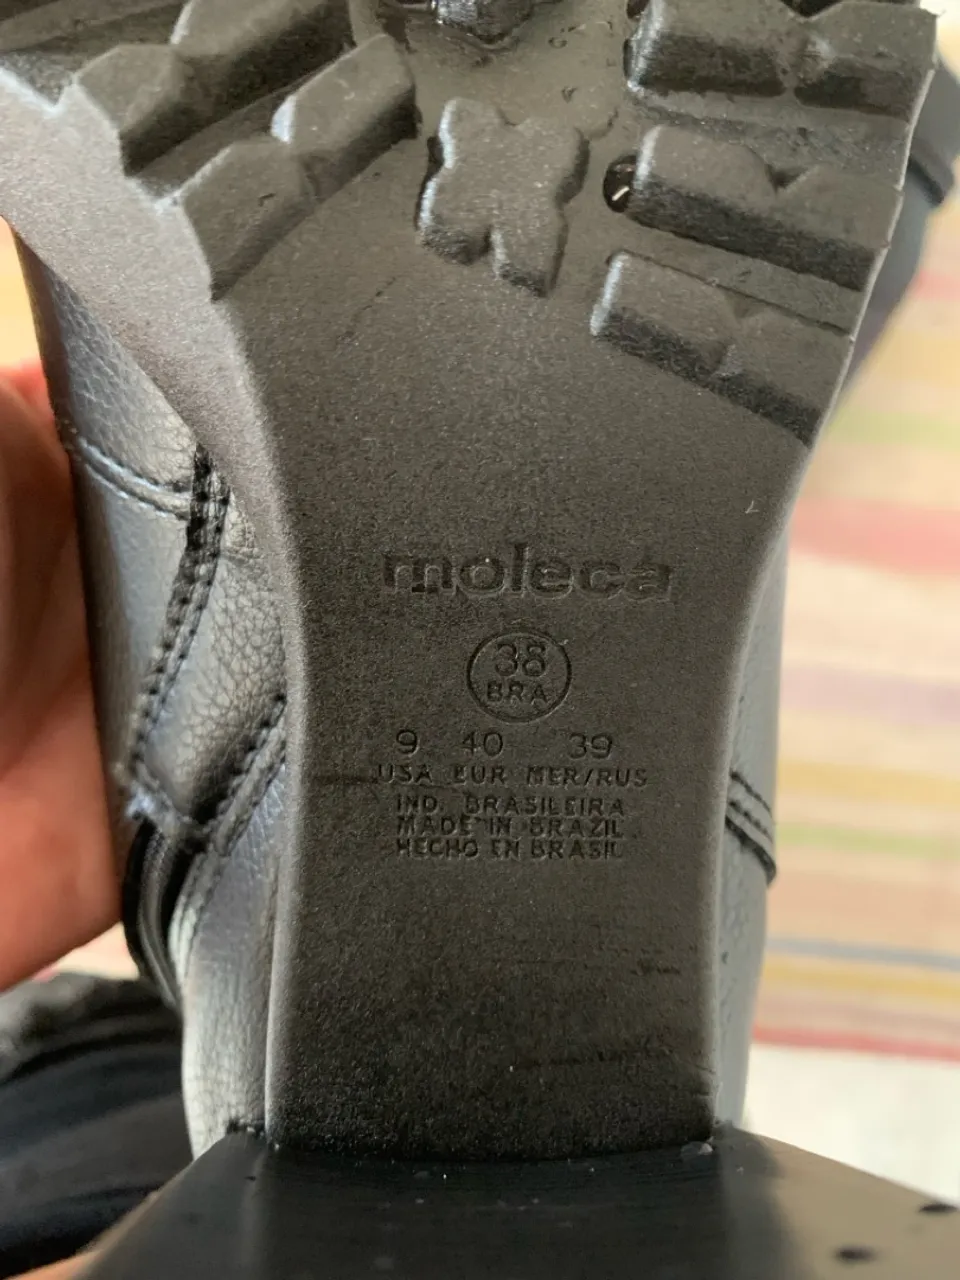 moleca
38
BRA
9 40 39
USA EUR MER/RUS
IND. BRASILEIRA
MADE IN BRAZIL
HECHO EN BRASIL